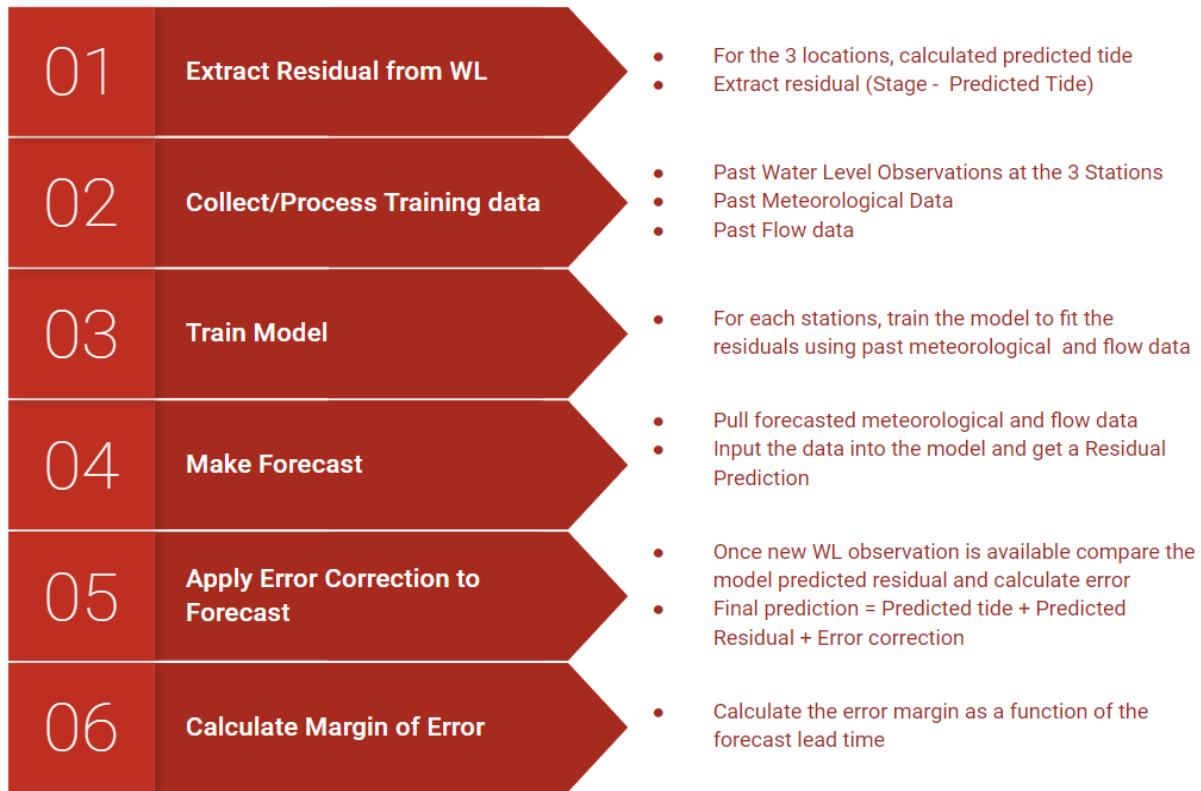 01
Extract Residual from WL
● For the 3 locations, calculated predicted tide
● Extract residual (Stage - Predicted Tide)
02
Collect/Process Training data
● Past Water Level Observations at the 3 Stations
● Past Meteorological Data
● Past Flow data
03
Train Model
● For each stations, train the model to fit the
residuals using past meteorological and flow data
04
Make Forecast
● Pull forecasted meteorological and flow data
● Input the data into the model and get a Residual
Prediction
05
Apply Error Correction to
Forecast
● Once new WL observation is available compare the
model predicted residual and calculate error
● Final prediction = Predicted tide + Predicted
Residual + Error correction
06
Calculate Margin of Error
● Calculate the error margin as a function of the
forecast lead time